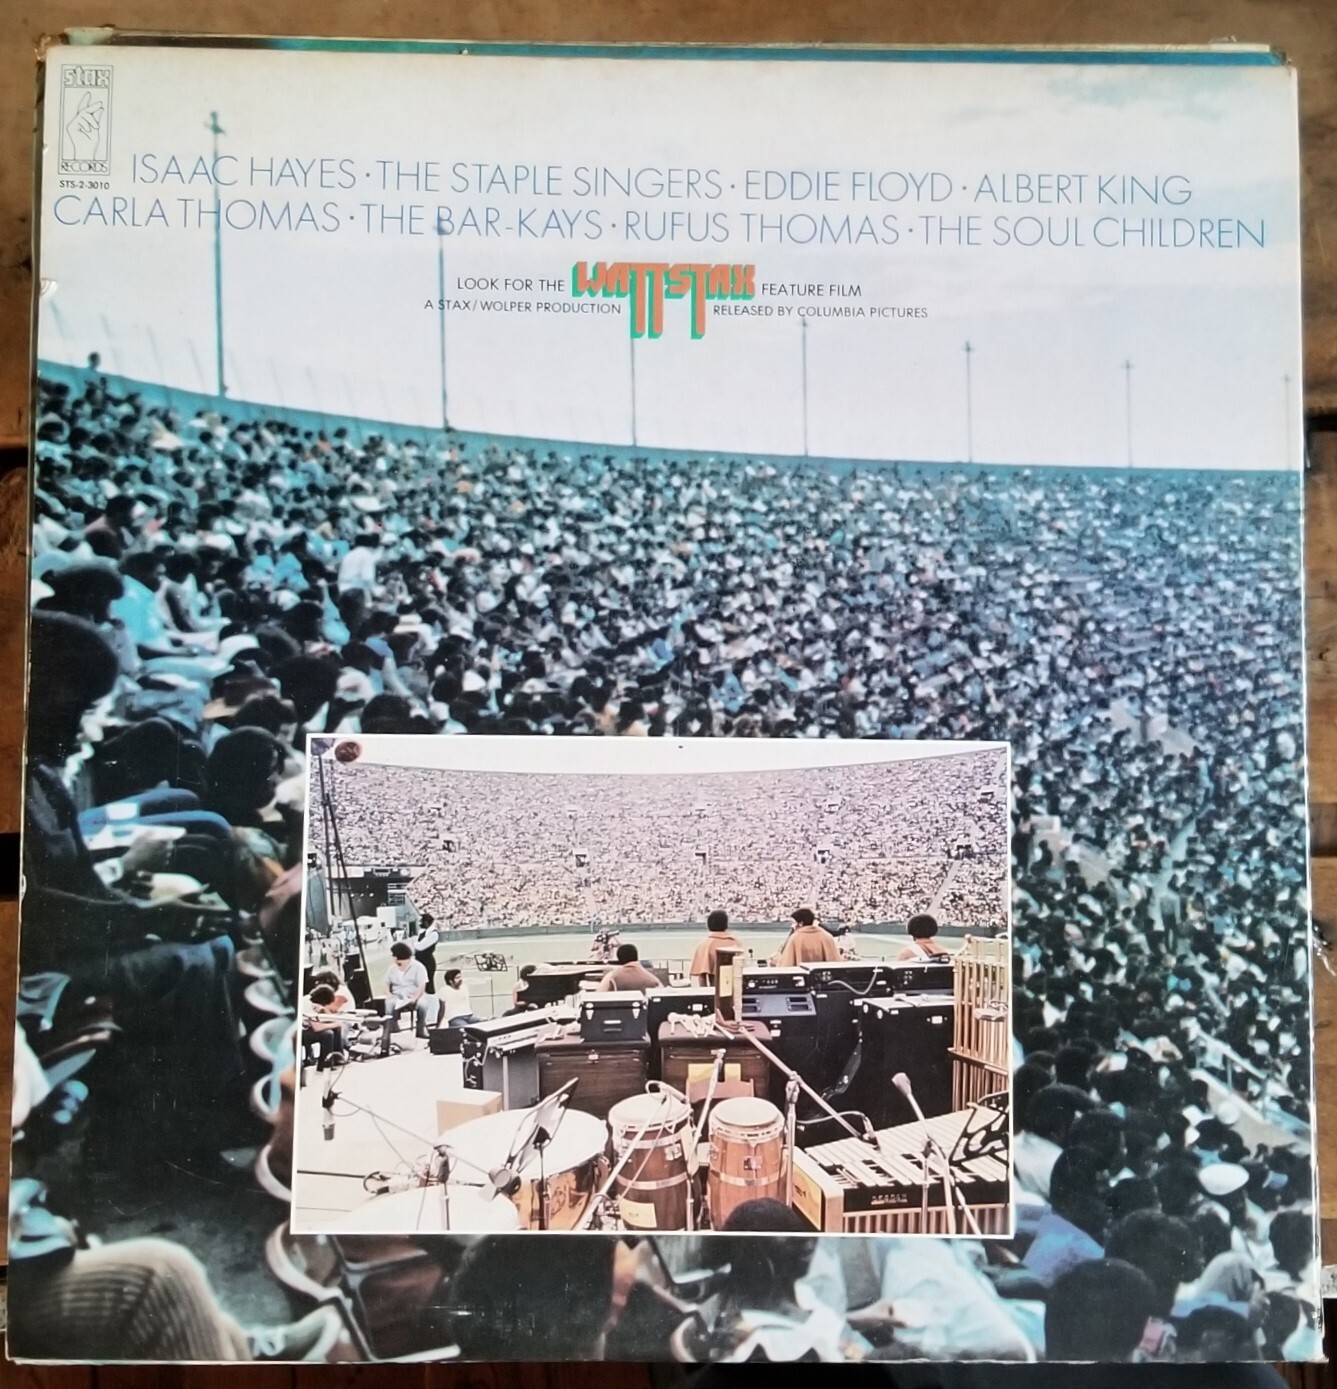 stax
RECORDS
STS-2-3010
ISAAC HAYES · THE STAPLE SINGERS · EDDIE FLOYD · ALBERT KING
CARLA THOMAS · THE BAR-KAYS · RUFUS THOMAS · THE SOUL CHILDREN
LOOK FOR THE WATTSTAX FEATURE FILM
A STAX/WOLPER PRODUCTION RELEASED BY COLUMBIA PICTURES